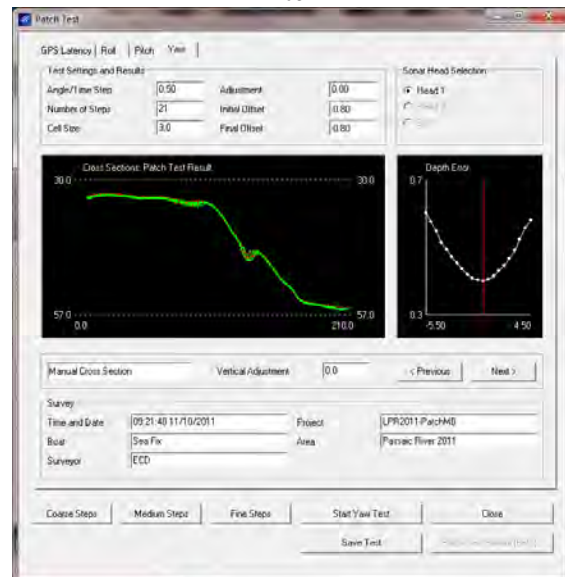 Patch Test
GPS Latency | Roll | Pitch Yaw |
Test Settings and Results
Angle/Time Step 0.50 Adjustment 0.00
Number of Steps 21 Initial Offset -0.80
Cell Size 3.0 Final Offset -0.80
Sonar Head Selection
Head 1
Cross Sections: Patch Test Result
30.0 30.0
57.0 57.0
0.0 210.0
Depth Error
0.7
0.3
-5.50 4.50
Manual Cross Section Vertical Adjustment 0.0 < Previous Next >
Survey
Time and Date 09:21:40 11/10/2011 Project LPR2011-PatchMB
Boat Sea Fix Area Passaic River 2011
Surveyor ECD
Coarse Steps Medium Steps Fine Steps Start Yaw Test Close
Save Test